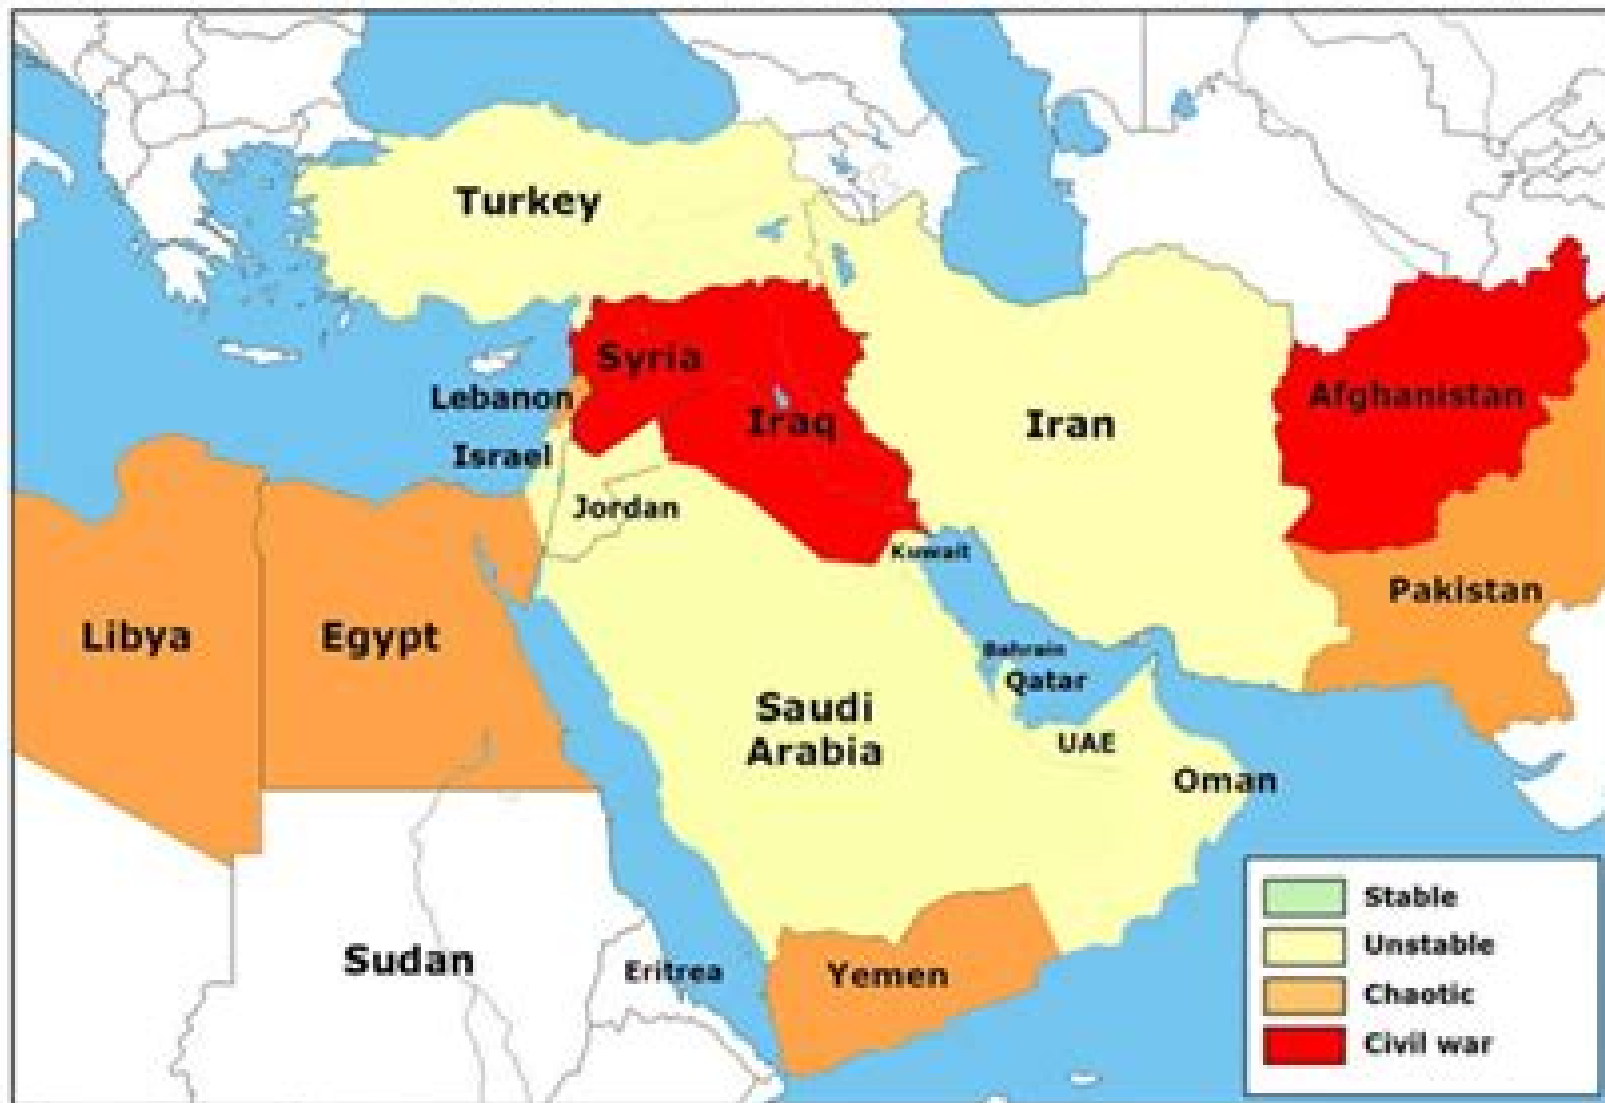 Turkey
Syria
Lebanon
Iraq
Iran
Afghanistan
Israel
Jordan
Kuwait
Pakistan
Libya
Egypt
Bahrain
Qatar
Saudi
Arabia
UAE
Oman
Sudan
Eritrea
Yemen
Stable
Unstable
Chaotic
Civil war